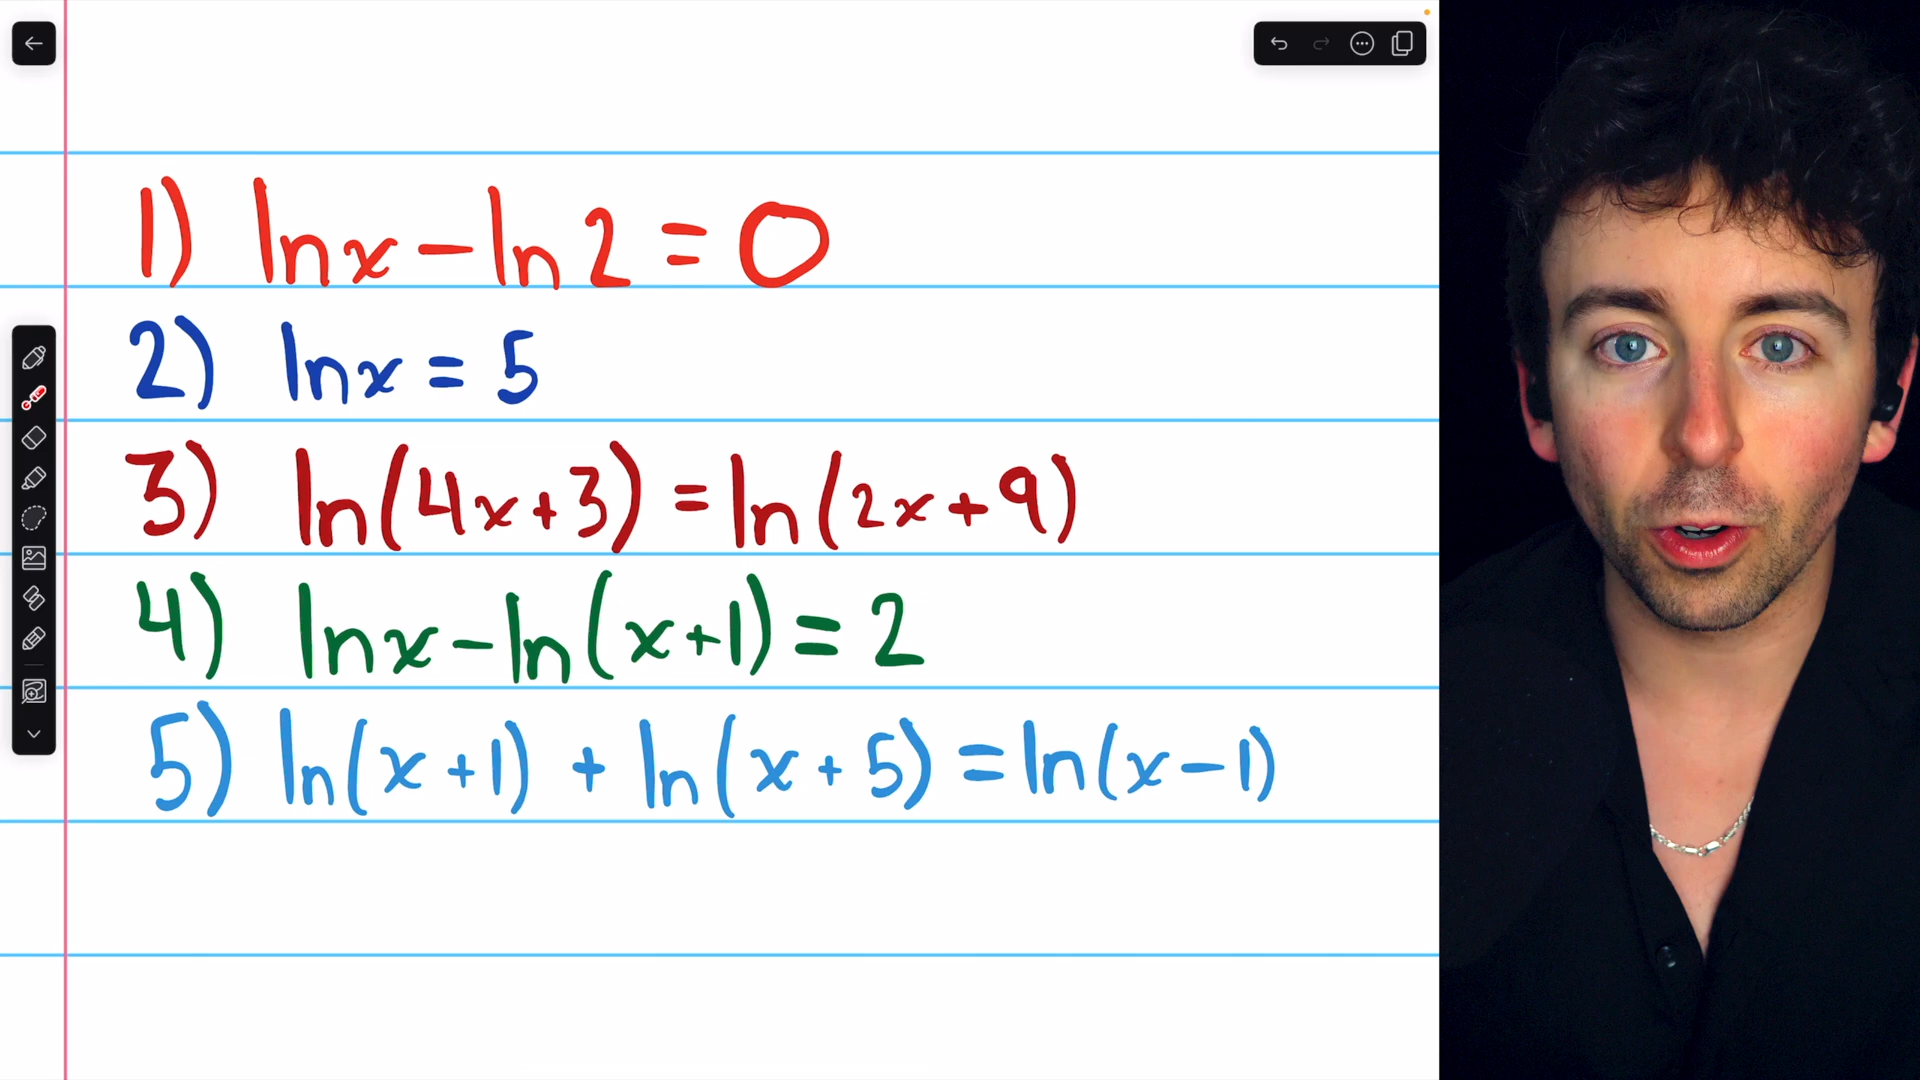 1) ln x − ln 2 = 0
2) ln x = 5
3) ln(4x+3) = ln(2x+9)
4) ln x − ln(x+1) = 2
5) ln(x+1) + ln(x+5) = ln(x−1)